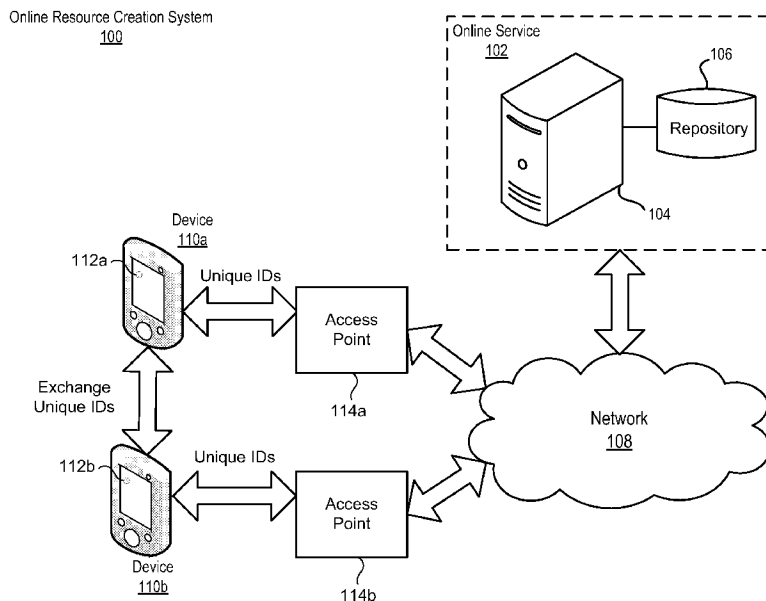 Online Resource Creation System
100
Online Service
102
106
Repository
104
Device
110a
112a
Unique IDs
Access
Point
114a
Exchange
Unique IDs
Network
108
112b
Unique IDs
Access
Point
Device
110b
114b